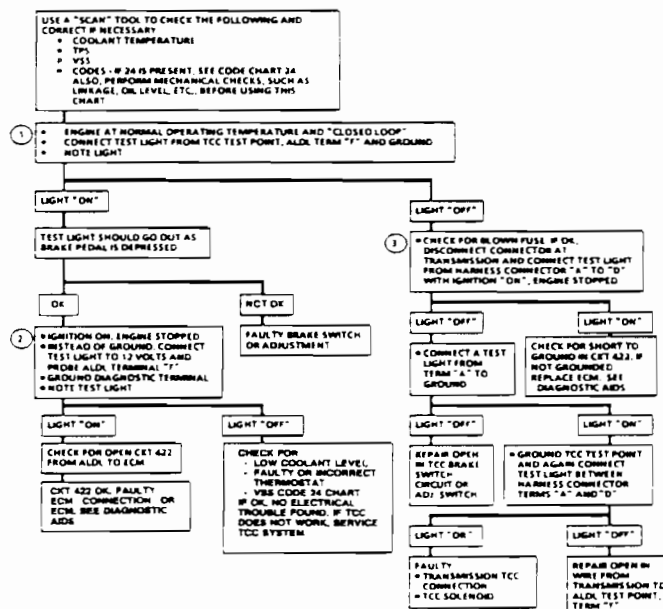 USE A "SCAN" TOOL TO CHECK THE FOLLOWING AND
CORRECT IF NECESSARY
• COOLANT TEMPERATURE
• TPS
• VSS
• CODES - IF 24 IS PRESENT, SEE CODE CHART 24
ALSO, PERFORM MECHANICAL CHECKS, SUCH AS
LINKAGE, OIL LEVEL, ETC., BEFORE USING THIS
CHART
1
• ENGINE AT NORMAL OPERATING TEMPERATURE AND "CLOSED LOOP"
• CONNECT TEST LIGHT FROM TCC TEST POINT, ALDL TERM "F" AND GROUND
• NOTE LIGHT
LIGHT "ON"
TEST LIGHT SHOULD GO OUT AS
BRAKE PEDAL IS DEPRESSED
OK
NOT OK
FAULTY BRAKE SWITCH
OR ADJUSTMENT
2
• IGNITION ON, ENGINE STOPPED
• INSTEAD OF GROUND, CONNECT
TEST LIGHT TO 12 VOLTS AND
PROBE ALDL TERMINAL "F"
• GROUND DIAGNOSTIC TERMINAL
• NOTE TEST LIGHT
LIGHT "ON"
CHECK FOR OPEN CKT 422
FROM ALDL TO ECM
CKT 422 OK, FAULTY
ECM CONNECTION OR
ECM. SEE DIAGNOSTIC
AIDS
LIGHT "OFF"
CHECK FOR
- LOW COOLANT LEVEL,
- FAULTY OR INCORRECT
THERMOSTAT
- VSS CODE 24 CHART
IF OK, NO ELECTRICAL
TROUBLE FOUND. IF TCC
DOES NOT WORK, SERVICE
TCC SYSTEM
LIGHT "OFF"
3
• CHECK FOR BLOWN FUSE. IF OK,
DISCONNECT CONNECTOR AT
TRANSMISSION AND CONNECT TEST LIGHT
FROM HARNESS CONNECTOR "A" TO "D"
WITH IGNITION "ON", ENGINE STOPPED
LIGHT "OFF"
• CONNECT A TEST
LIGHT FROM
TERM "A" TO
GROUND
LIGHT "ON"
CHECK FOR SHORT TO
GROUND IN CKT 422. IF
NOT GROUNDED
REPLACE ECM. SEE
DIAGNOSTIC AIDS
LIGHT "OFF"
REPAIR OPEN
IN TCC BRAKE
SWITCH
CIRCUIT OR
ADJ. SWITCH
LIGHT "ON"
• GROUND TCC TEST POINT
AND AGAIN CONNECT
TEST LIGHT BETWEEN
HARNESS CONNECTOR
TERMS "A" AND "D"
LIGHT "ON"
FAULTY
• TRANSMISSION TCC
CONNECTION
• TCC SOLENOID
LIGHT "OFF"
REPAIR OPEN IN
WIRE FROM
TRANSMISSION TO
ALDL TEST POINT,
TERM "F"